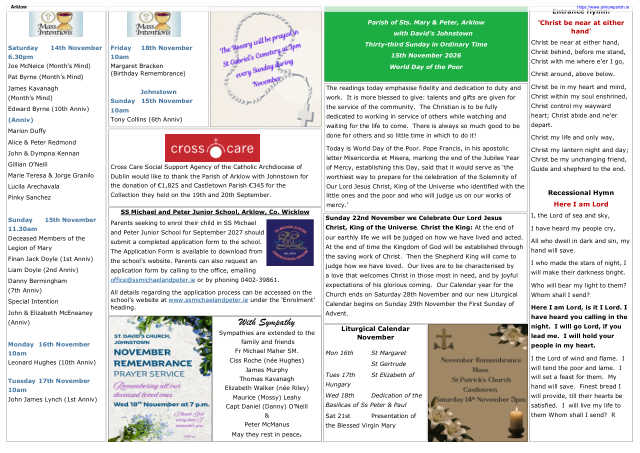 Arklow
https://www.arklowparish.ie
Mass
Intentions
Saturday 14th November
6.30pm
Joe McNeice (Month's Mind)
Pat Byrne (Month's Mind)
James Kavanagh
(Month's Mind)
Edward Byrne (10th Anniv)
(Anniv)
Marion Duffy
Alice & Peter Redmond
John & Dympna Kennan
Gillian O'Neill
Marie Teresa & Jorge Granilo
Lucila Arechavala
Pinky Sanchez
Sunday 15th November
11.30am
Deceased Members of the
Legion of Mary
Finan Jack Doyle (1st Anniv)
Liam Doyle (2nd Anniv)
Danny Bermingham
(7th Anniv)
Special Intention
John & Elizabeth McEneaney
(Anniv)
Monday 16th November
10am
Leonard Hughes (10th Anniv)
Tuesday 17th November
10am
John James Lynch (1st Anniv)
Mass
Intentions
Friday 18th November
10am
Margaret Bracken
(Birthday Remembrance)
Johnstown
Sunday 15th November
10am
Tony Collins (6th Anniv)
The Rosary will be prayed in
St Gabriel's Cemetery at 3pm
every Sunday during
November
cross care
Cross Care Social Support Agency of the Catholic Archdiocese of
Dublin would like to thank the Parish of Arklow with Johnstown for
the donation of €1,825 and Castletown Parish €345 for the
Collection they held on the 19th and 20th September.
SS Michael and Peter Junior School, Arklow, Co. Wicklow
Parents seeking to enrol their child in SS Michael
and Peter Junior School for September 2027 should
submit a completed application form to the school.
The Application Form is available to download from
the school's website. Parents can also request an
application form by calling to the office, emailing
office@ssmichaelandpeter.ie or by phoning 0402-39861.
All details regarding the application process can be accessed on the
school's website at www.ssmichaelandpeter.ie under the 'Enrolment'
heading.
ST. DAVID'S CHURCH,
JOHNSTOWN
NOVEMBER
REMEMBRANCE
PRAYER SERVICE
Remembering all our
deceased loved ones
Wed 18th November at 7 p.m.
With Sympathy
Sympathies are extended to the
family and friends
Fr Michael Maher SM.
Ciss Roche (née Hughes)
James Murphy
Thomas Kavanagh
Elizabeth Walker (née Riley)
Maurice (Mossy) Leahy
Capt Daniel (Danny) O'Neill
&
Peter McManus
May they rest in peace.
Parish of Sts. Mary & Peter, Arklow
with David's Johnstown
Thirty-third Sunday in Ordinary Time
15th November 2026
World Day of the Poor
The readings today emphasise fidelity and dedication to duty and
work. It is more blessed to give: talents and gifts are given for
the service of the community. The Christian is to be fully
dedicated to working in service of others while watching and
waiting for life to come. There is always so much good to be
done for others and so little time in which to do it!
Today is World Day of the Poor. Pope Francis, in his apostolic
letter Misericordia et Misera, marking the end of the Jubilee Year
of Mercy, establishing this Day, said that it would serve as 'the
worthiest way to prepare for the celebration of the Solemnity of
Our Lord Jesus Christ, King of the Universe who identified with the
little ones and the poor and who will judge us on our works of
mercy.'
Sunday 22nd November we Celebrate Our Lord Jesus
Christ, King of the Universe. Christ the King: At the end of
our earthly life we will be judged on how we have lived and acted.
At the end of time the Kingdom of God will be established through
the saving work of Christ. Then the Shepherd King will come to
judge how we have loved. Our lives are to be characterised by
a love that welcomes Christ in those most in need, and by joyful
expectations of his glorious coming. Our Calendar year for the
Church ends on Saturday 28th November and our new Liturgical
Calendar begins on Sunday 29th November the First Sunday of
Advent.
Liturgical Calendar
November
Mon 16th St Margaret
St Gertrude
Tues 17th St Elizabeth of
Hungary
Wed 18th Dedication of the
Basilicas of Ss Peter & Paul
Sat 21st Presentation of
the Blessed Virgin Mary
November Remembrance
Mass
St Patrick's Church
Castletown
Saturday 14th November 7pm
Entrance Hymn:
'Christ be near at either
hand'
Christ be near at either hand,
Christ behind, before me stand,
Christ with me where e'er I go,
Christ around, above below.
Christ be in my heart and mind,
Christ within my soul enshrined,
Christ control my wayward
heart; Christ abide and ne'er
depart.
Christ my life and only way,
Christ my lantern night and day;
Christ be my unchanging friend,
Guide and shepherd to the end.
Recessional Hymn
Here I am Lord
I, the Lord of sea and sky,
I have heard my people cry,
All who dwell in dark and sin, my
hand will save.
I who made the stars of night, I
will make their darkness bright.
Who will bear my light to them?
Whom shall I send?
Here I am Lord, is it I Lord. I
have heard you calling in the
night. I will go Lord, if you
lead me. I will hold your
people in my heart.
I the Lord of wind and flame. I
will tend the poor and lame. I
will set a feast for them. My
hand will save. Finest bread I
will provide, till their hearts be
satisfied. I will live my life to
them Whom shall I send? R